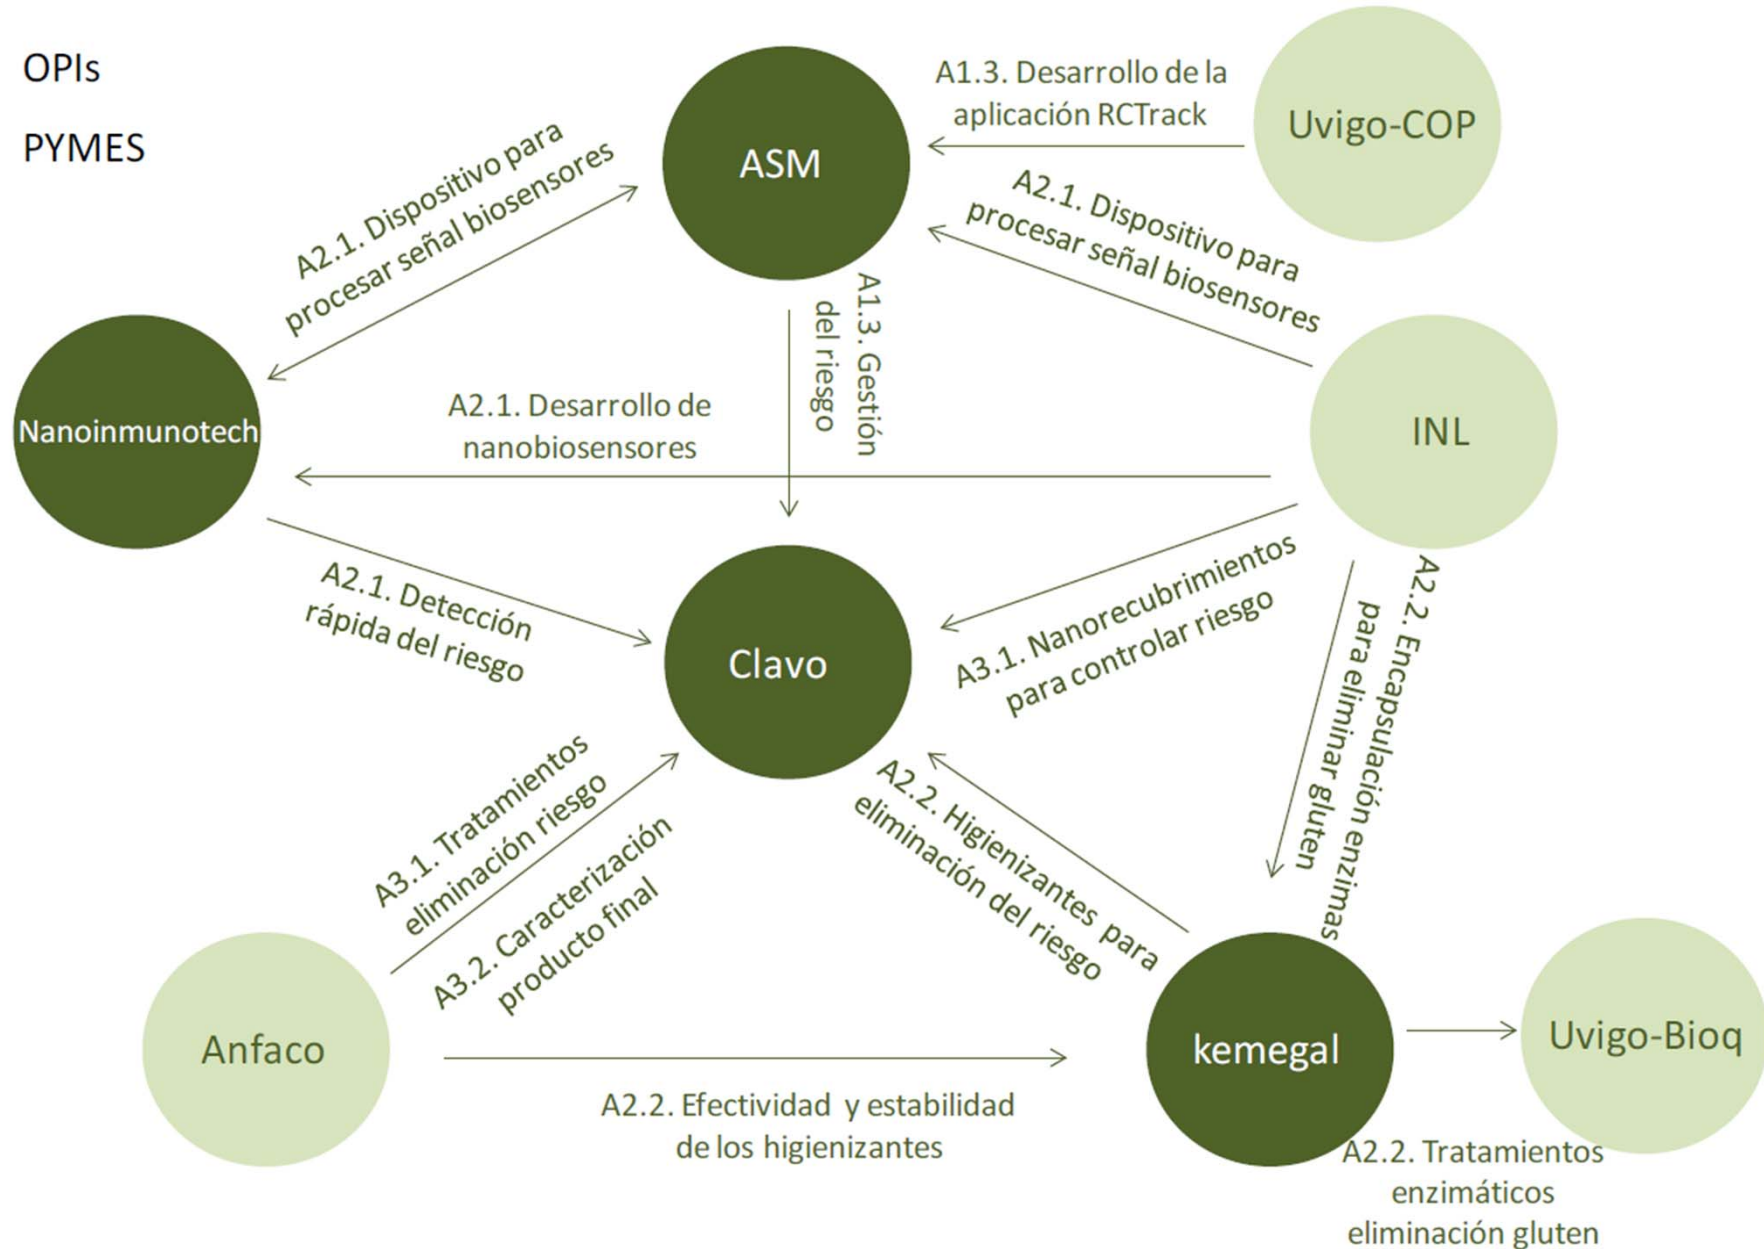 OPIs
PYMES
ASM
A1.3. Desarrollo de la
aplicación RCTrack
Uvigo-COP
A2.1. Dispositivo para
procesar señal biosensores
A2.1. Dispositivo para
procesar señal biosensores
A1.3. Gestión
del riesgo
Nanoinmunotech
A2.1. Desarrollo de
nanobiosensores
INL
A2.1. Detección
rápida del riesgo
Clavo
A3.1. Nanorecubrimientos
para controlar riesgo
A2.2. Encapsulación enzimas
para eliminar gluten
A3.1. Tratamientos
eliminación riesgo
A3.2. Caracterización
producto final
A2.2. Higienizantes para
eliminación del riesgo
Anfaco
kemegal
Uvigo-Bioq
A2.2. Efectividad y estabilidad
de los higienizantes
A2.2. Tratamientos
enzimáticos
eliminación gluten